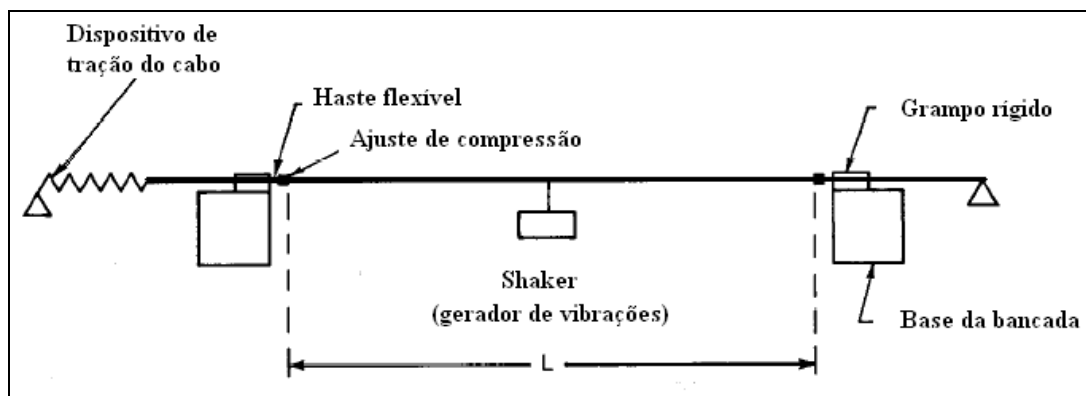 Dispositivo de
tração do cabo
Haste flexível
Ajuste de compressão
Grampo rígido
Shaker
(gerador de vibrações)
Base da bancada
L